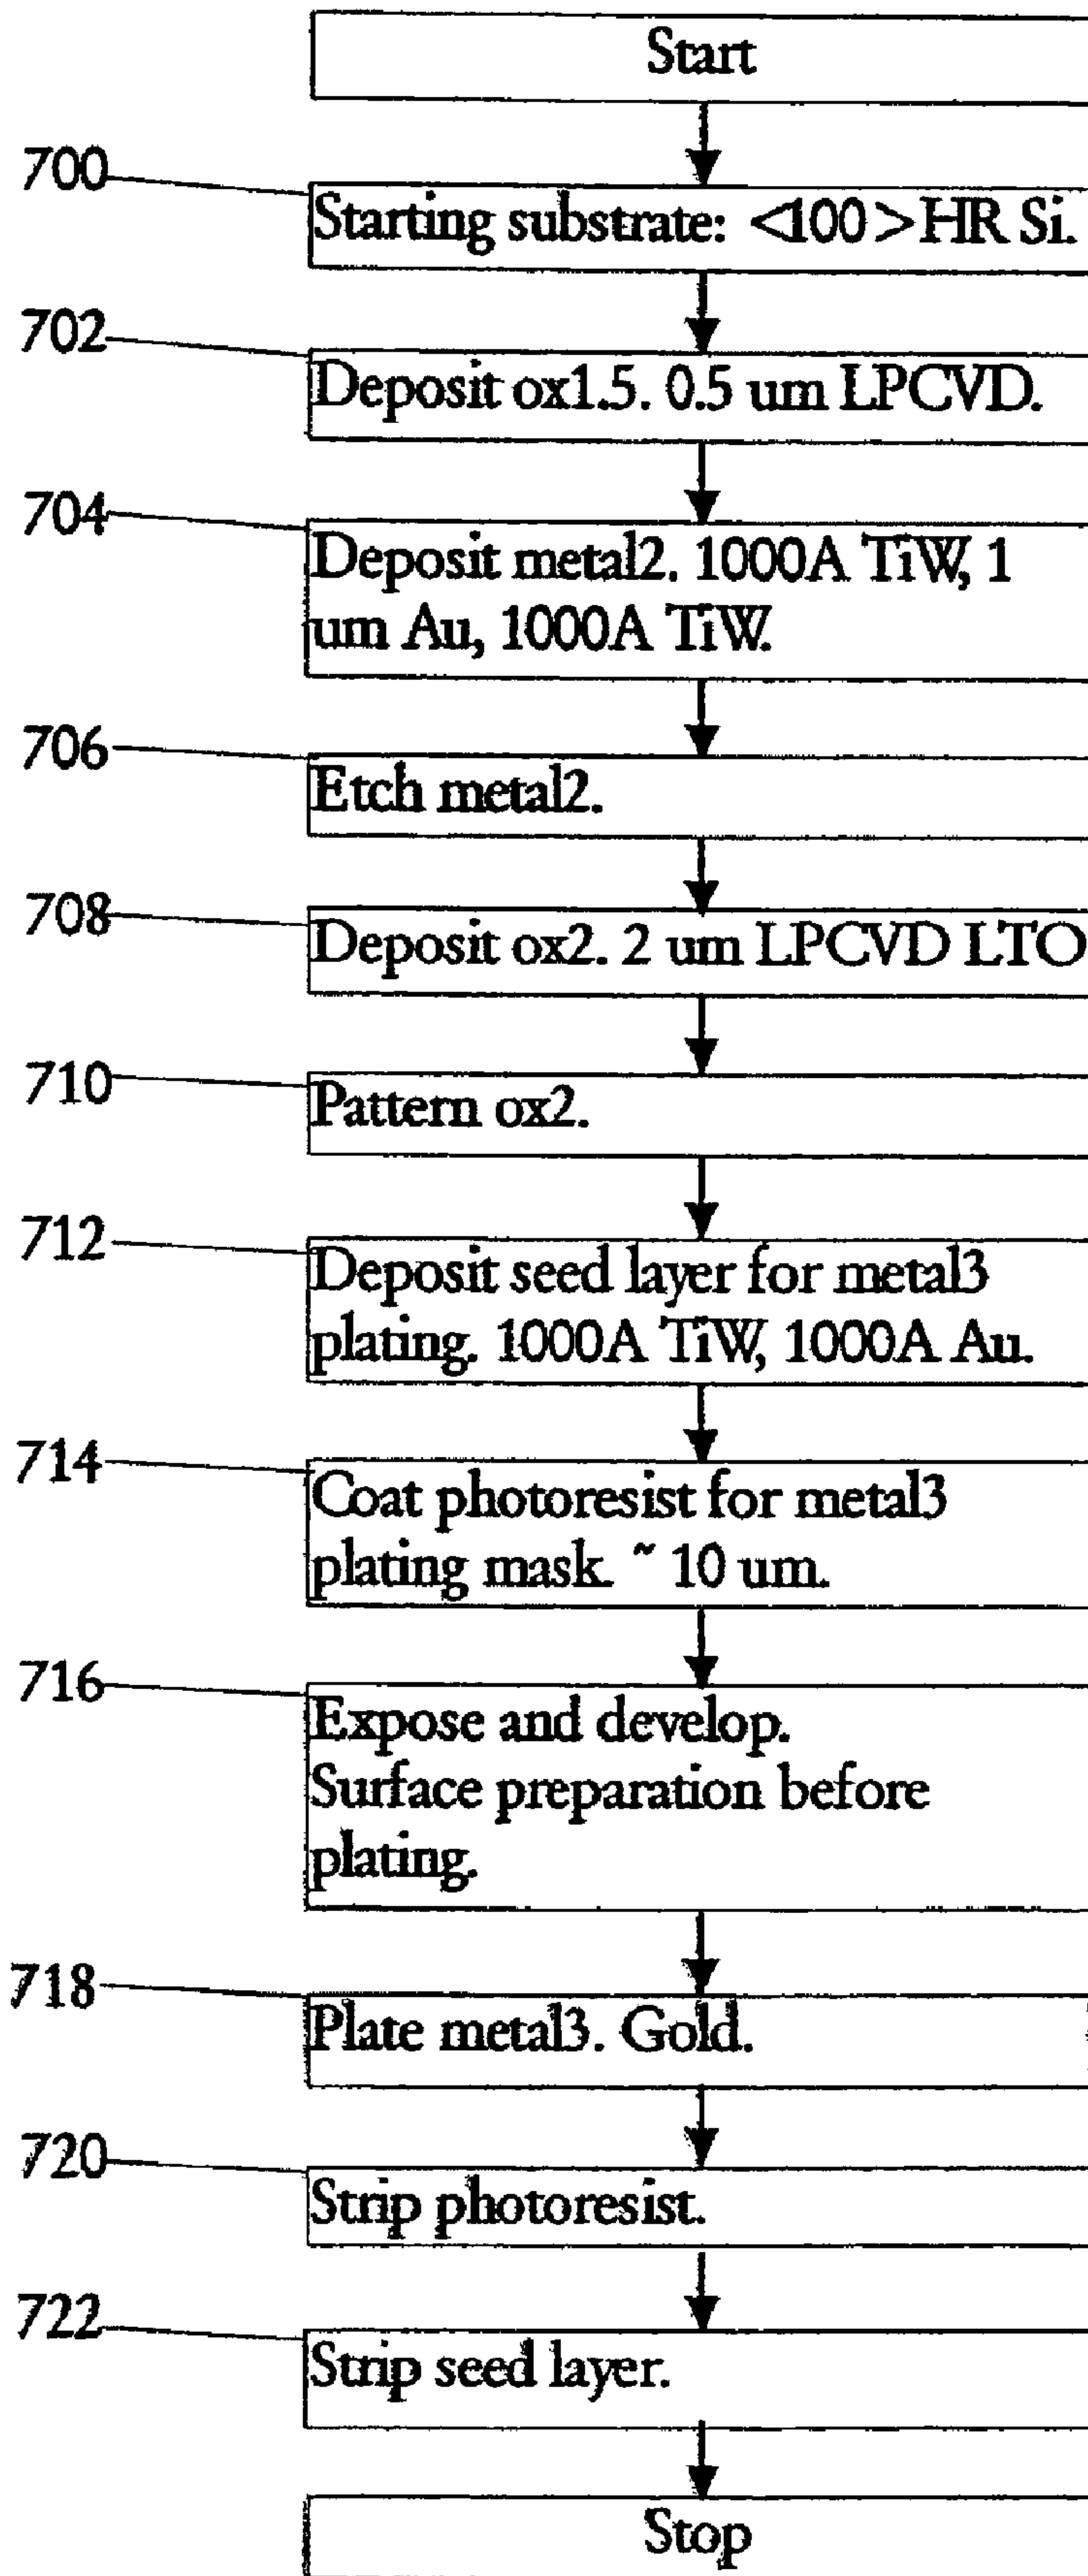 Start
700
Starting substrate: <100>HR Si.
702
Deposit ox1.5. 0.5 um LPCVD.
704
Deposit metal2. 1000A TiW, 1
um Au, 1000A TiW.
706
Etch metal2.
708
Deposit ox2. 2 um LPCVD LTO
710
Pattern ox2.
712
Deposit seed layer for metal3
plating. 1000A TiW, 1000A Au.
714
Coat photoresist for metal3
plating mask. ~ 10 um.
716
Expose and develop.
Surface preparation before
plating.
718
Plate metal3. Gold.
720
Strip photoresist.
722
Strip seed layer.
Stop